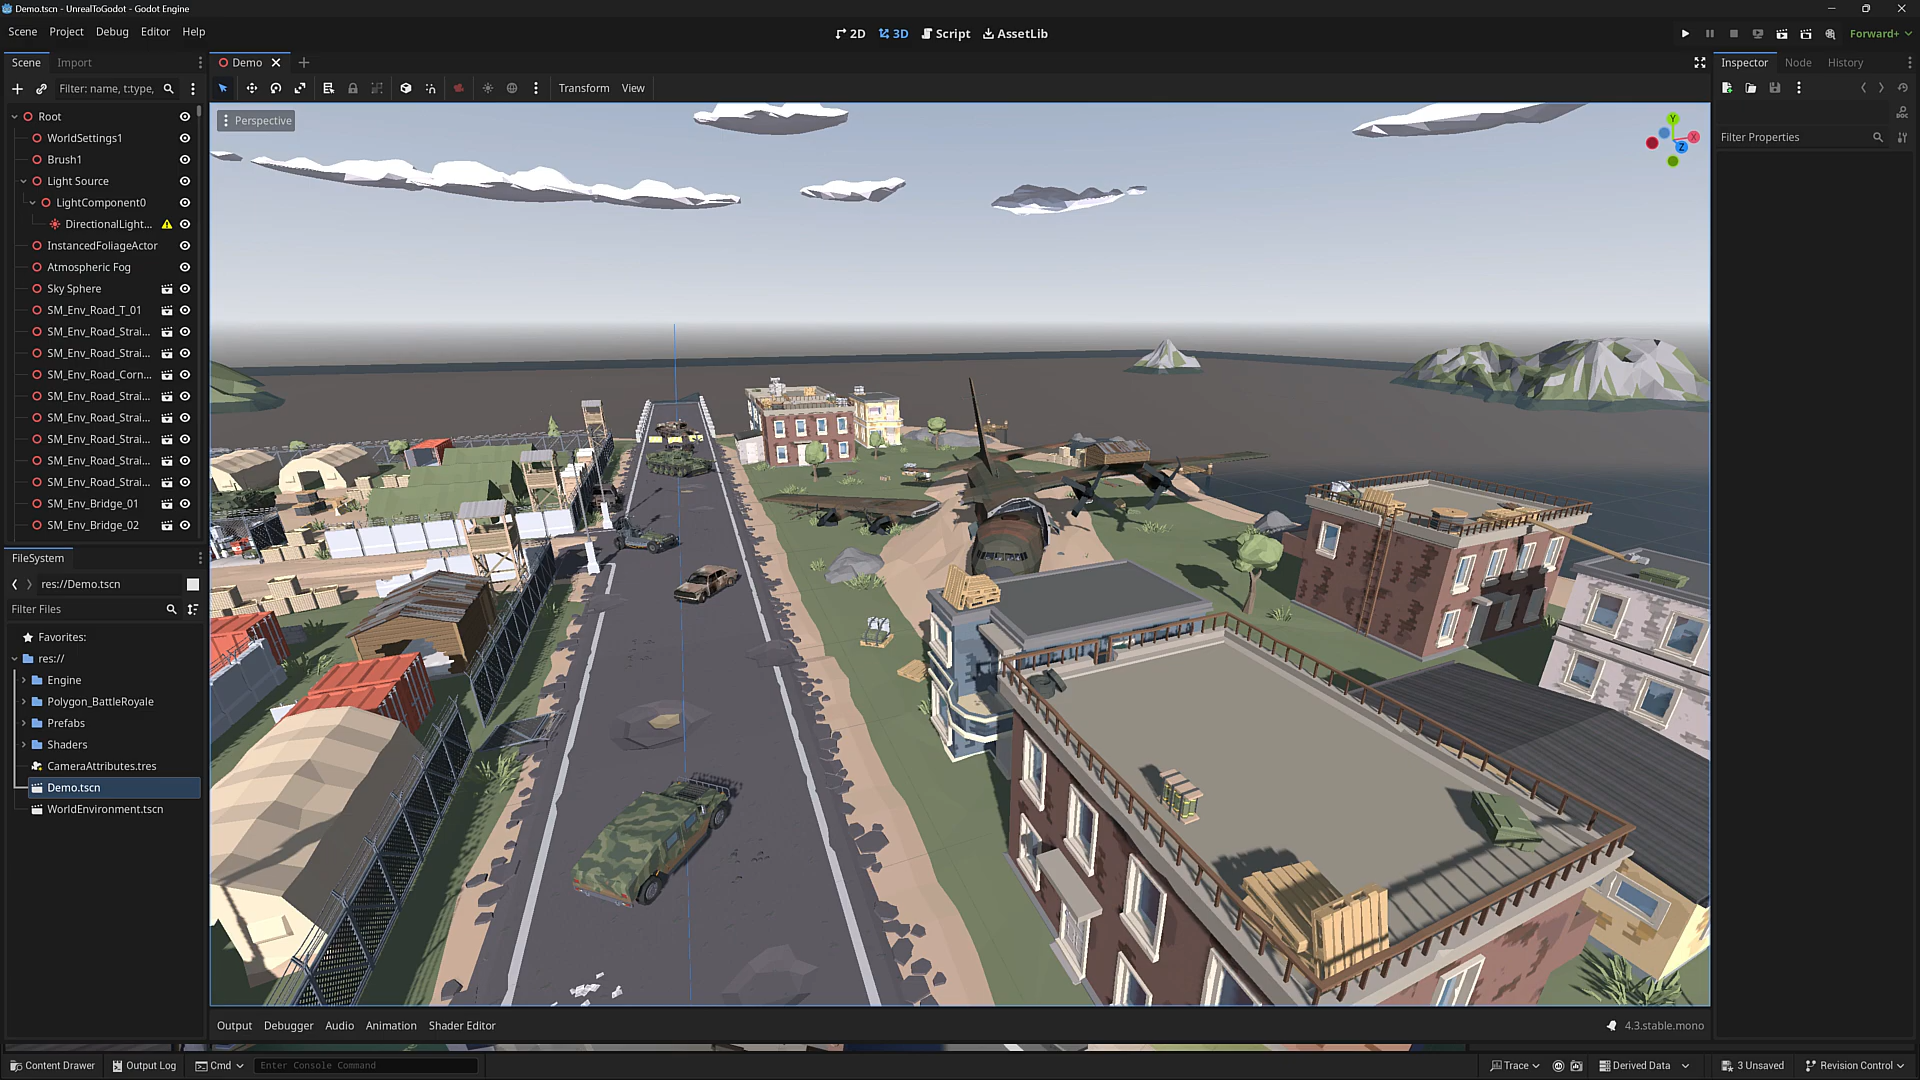 Demo.tscn - UnrealToGodot - Godot Engine
Scene Project Debug Editor Help
2D 3D Script AssetLib
Forward+
Scene Import
Demo
Inspector Node History
Filter: name, t:type,
Transform View
Perspective
Y
X
Z
Filter Properties
Root
WorldSettings1
Brush1
Light Source
LightComponent0
DirectionalLight...
InstancedFoliageActor
Atmospheric Fog
Sky Sphere
SM_Env_Road_T_01
SM_Env_Road_Strai...
SM_Env_Road_Strai...
SM_Env_Road_Corn...
SM_Env_Road_Strai...
SM_Env_Road_Strai...
SM_Env_Road_Strai...
SM_Env_Road_Strai...
SM_Env_Road_Strai...
SM_Env_Bridge_01
SM_Env_Bridge_02
FileSystem
res://Demo.tscn
Filter Files
Favorites:
res://
Engine
Polygon_BattleRoyale
Prefabs
Shaders
CameraAttributes.tres
Demo.tscn
WorldEnvironment.tscn
Output Debugger Audio Animation Shader Editor
4.3.stable.mono
Content Drawer Output Log Cmd Enter Console Command
Trace Derived Data 3 Unsaved Revision Control